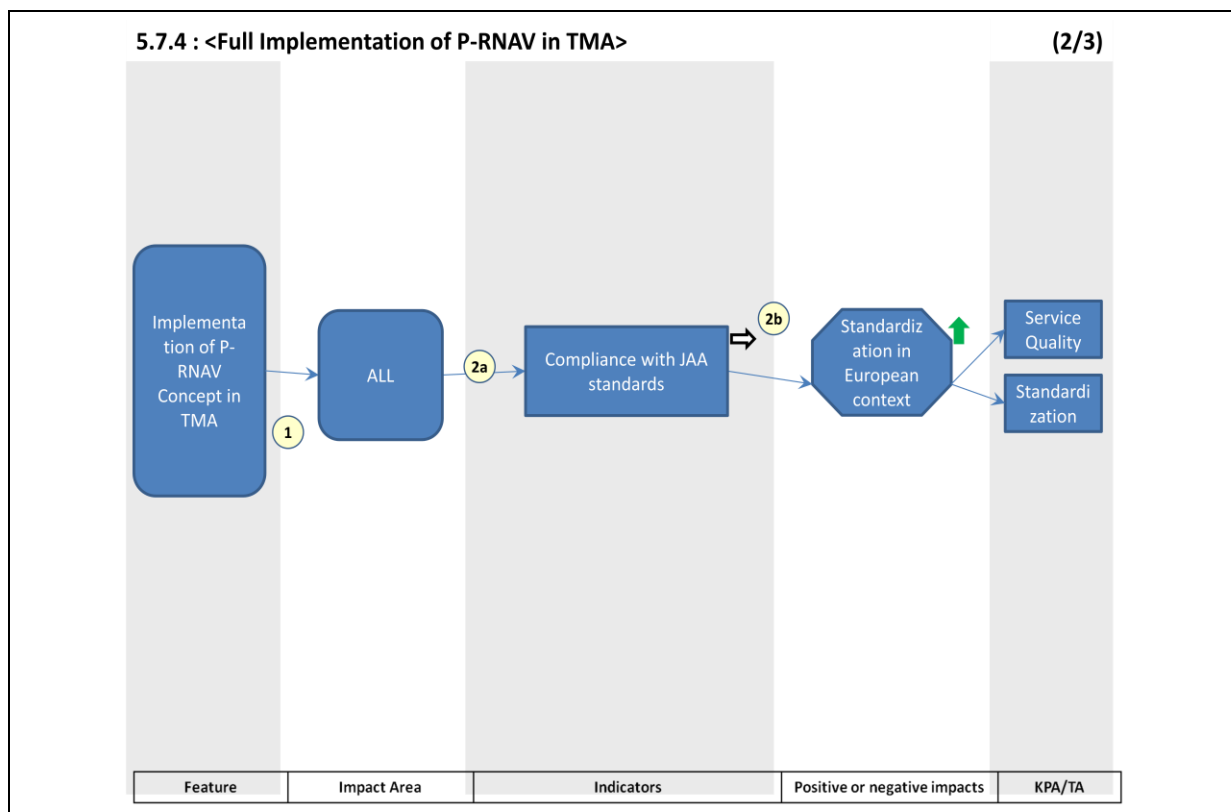 5.7.4 : <Full Implementation of P-RNAV in TMA>
(2/3)
Implementa
tion of P-
RNAV
Concept in
TMA
1
ALL
2a
Compliance with JAA
standards
2b
Standardiz
ation in
European
context
Service
Quality
Standardi
zation
Feature
Impact Area
Indicators
Positive or negative impacts
KPA/TA